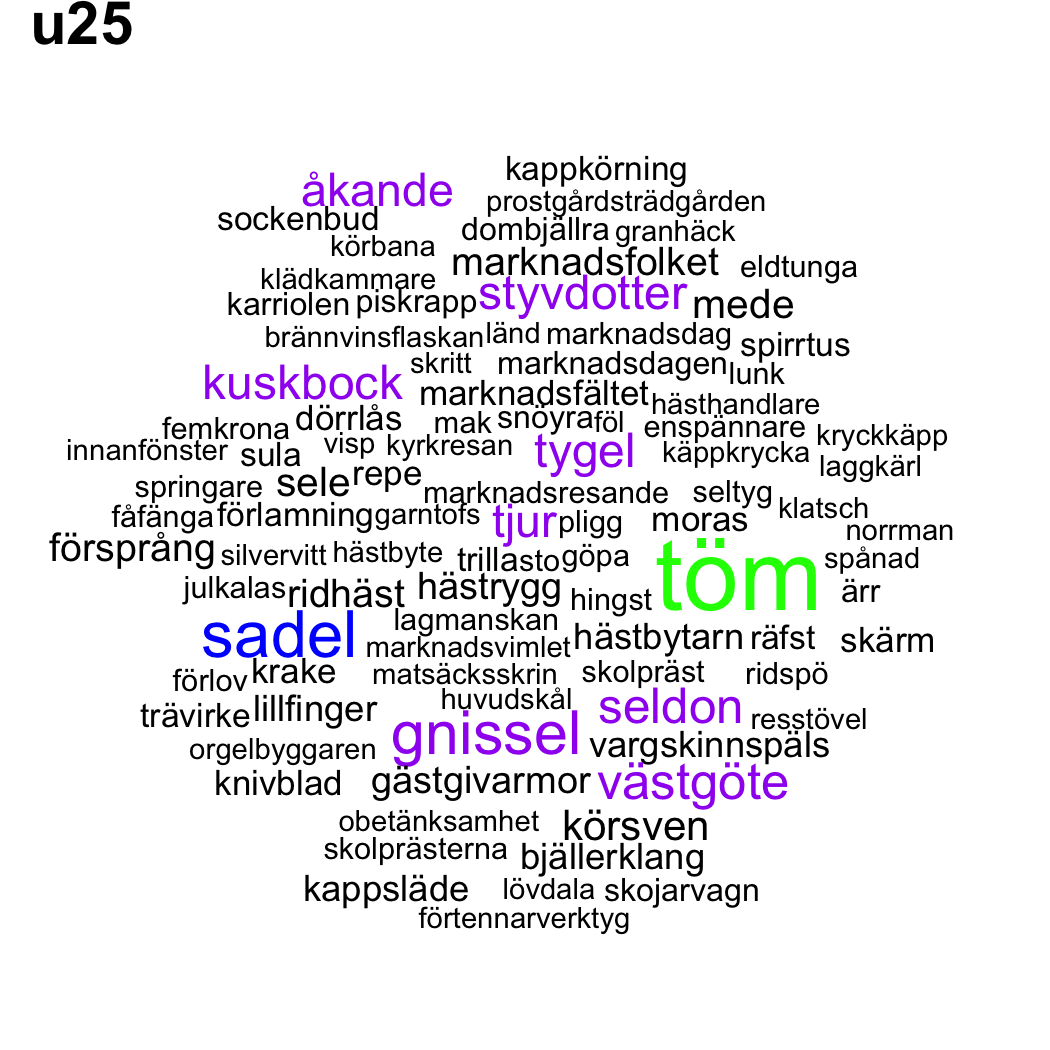 u25
kappkörning
åkande
prostgårdsträdgården
sockenbud
dombjällra granhäck
körbana
marknadsfolket eldtunga
klädkammare
karriolen piskrapp styvdotter mede
brännvinsflaskan länd marknadsdag spirrtus
skritt marknadsdagen lunk
kuskbock marknadsfältet hästhandlare
femkrona dörrlås mak snöyra föl enspännare kryckkäpp
innanfönster sula visp kyrkresan tygel käppkrycka laggkärl
springare sele repe marknadsresande seltyg klatsch
fåfänga förlamning garntofs tjur pligg moras norrman
försprång silvervitt hästbyte trillasto göpa töm spånad
julkalas ridhäst hästrygg hingst ärr
sadel lagmanskan marknadsvimlet hästbytarn räfst skärm
förlov krake matsäcksskrin skolpräst ridspö
trävirke lillfinger huvudskål seldon resstövel
orgelbyggaren gnissel vargskinnspäls
knivblad gästgivarmor västgöte
obetänksamhet körsven
skolprästerna bjällerklang
kappsläde lövdala skojarvagn
förtennarverktyg